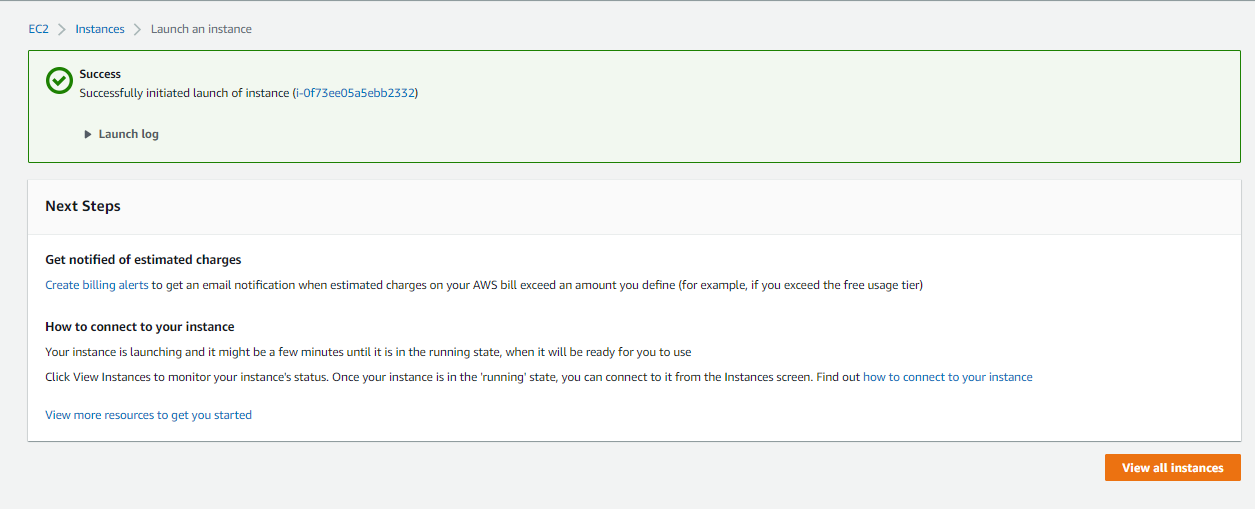 EC2 > Instances > Launch an instance
Success
Successfully initiated launch of instance (i-0f73ee05a5ebb2332)
Launch log
Next Steps
Get notified of estimated charges
Create billing alerts to get an email notification when estimated charges on your AWS bill exceed an amount you define (for example, if you exceed the free usage tier)
How to connect to your instance
Your instance is launching and it might be a few minutes until it is in the running state, when it will be ready for you to use
Click View Instances to monitor your instance's status. Once your instance is in the 'running' state, you can connect to it from the Instances screen. Find out how to connect to your instance
View more resources to get you started
View all instances